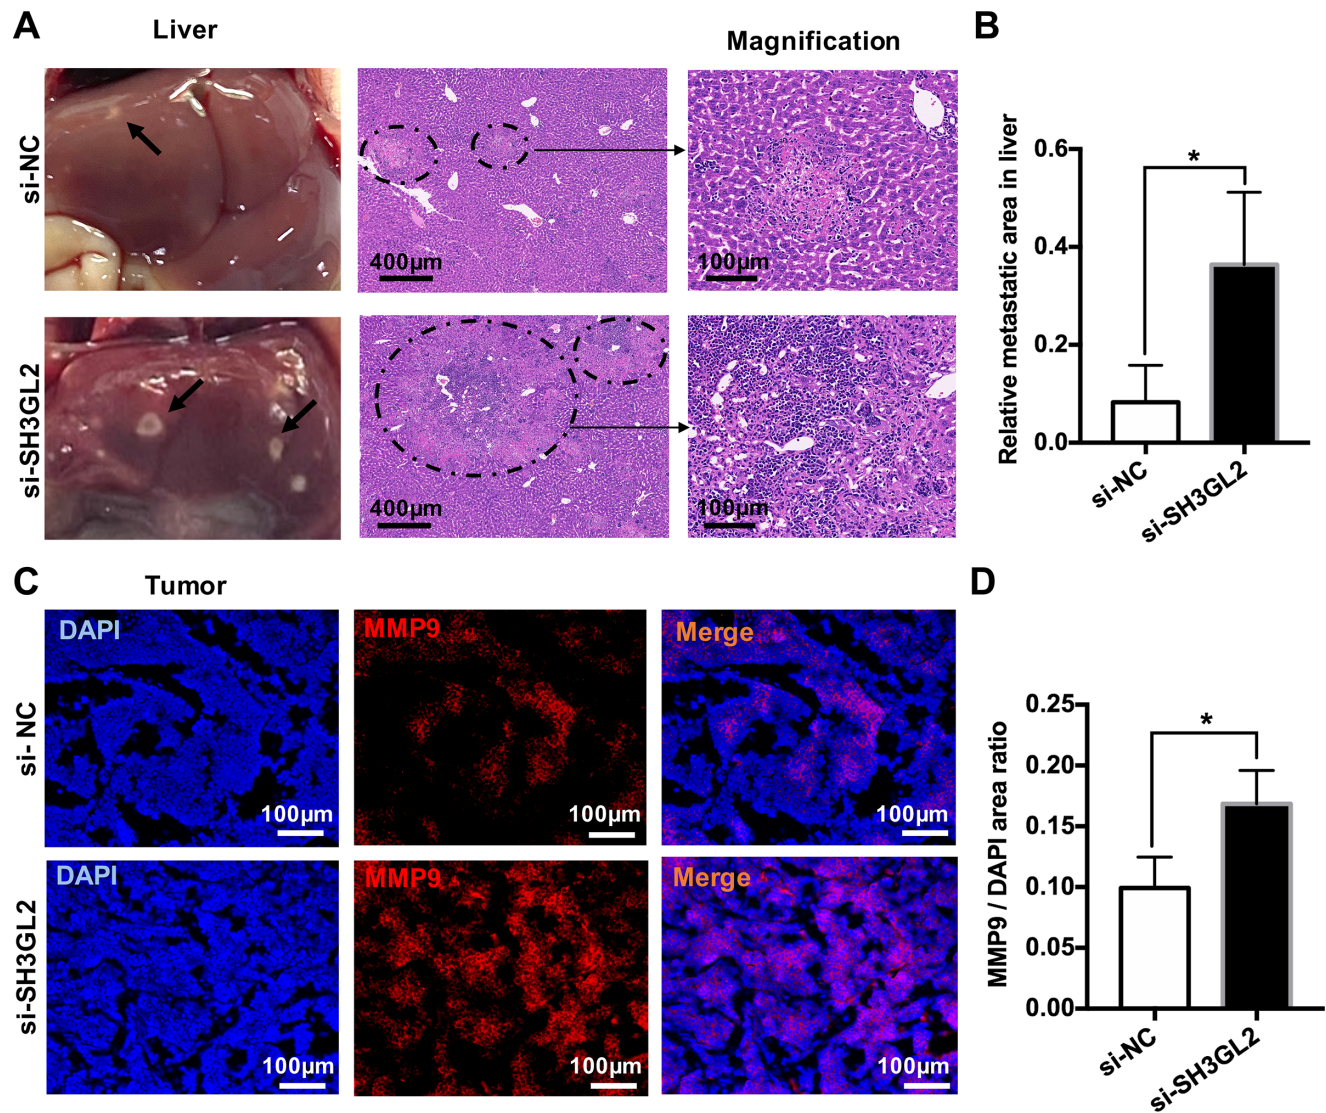 A
Liver
Magnification
si-NC
400μm
100μm
si-SH3GL2
400μm
100μm
B
Relative metastatic area in liver
0.6
0.4
0.2
0.0
*
si-NC
si-SH3GL2
C
Tumor
si- NC
DAPI
100μm
MMP9
100μm
Merge
100μm
si-SH3GL2
DAPI
100μm
MMP9
100μm
Merge
100μm
D
MMP9 / DAPI area ratio
0.25
0.20
0.15
0.10
0.05
0.00
*
si-NC
si-SH3GL2